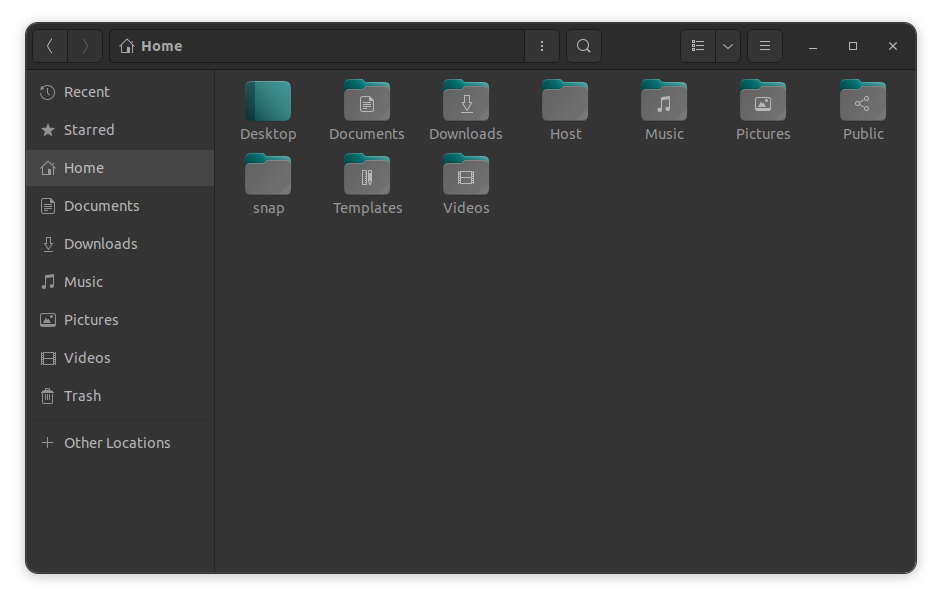 Home
Recent
Starred
Home
Documents
Downloads
Music
Pictures
Videos
Trash
Other Locations
Desktop Documents Downloads Host Music Pictures Public
snap Templates Videos